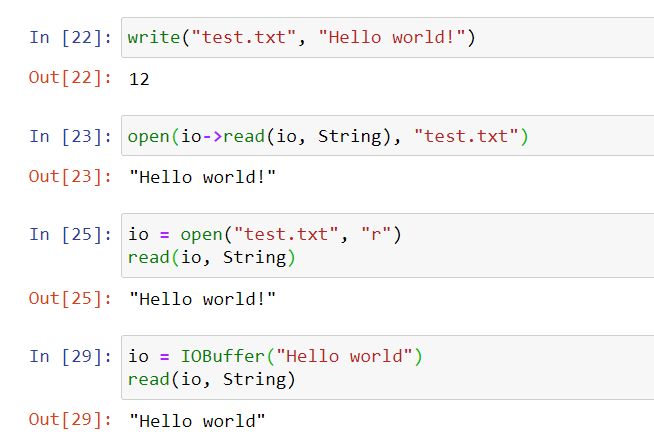 In [22]: write("test.txt", "Hello world!")
Out[22]: 12
In [23]: open(io->read(io, String), "test.txt")
Out[23]: "Hello world!"
In [25]: io = open("test.txt", "r")
read(io, String)
Out[25]: "Hello world!"
In [29]: io = IOBuffer("Hello world")
read(io, String)
Out[29]: "Hello world"